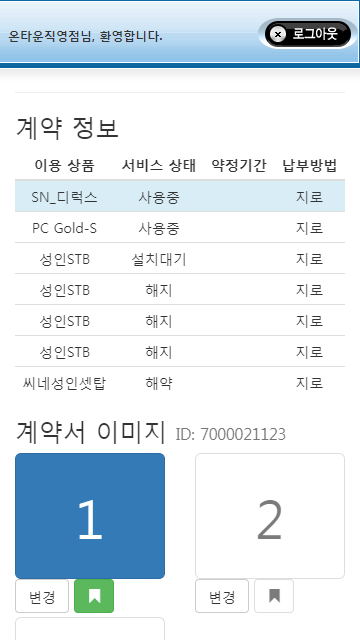 온타운직영점님, 환영합니다.
로그아웃
계약 정보
이용 상품 서비스 상태 약정기간 납부방법
SN_디럭스 사용중 지로
PC Gold-S 사용중 지로
성인STB 설치대기 지로
성인STB 해지 지로
성인STB 해지 지로
성인STB 해지 지로
씨네성인셋탑 해약 지로
계약서 이미지 ID: 7000021123
1 2
변경 변경